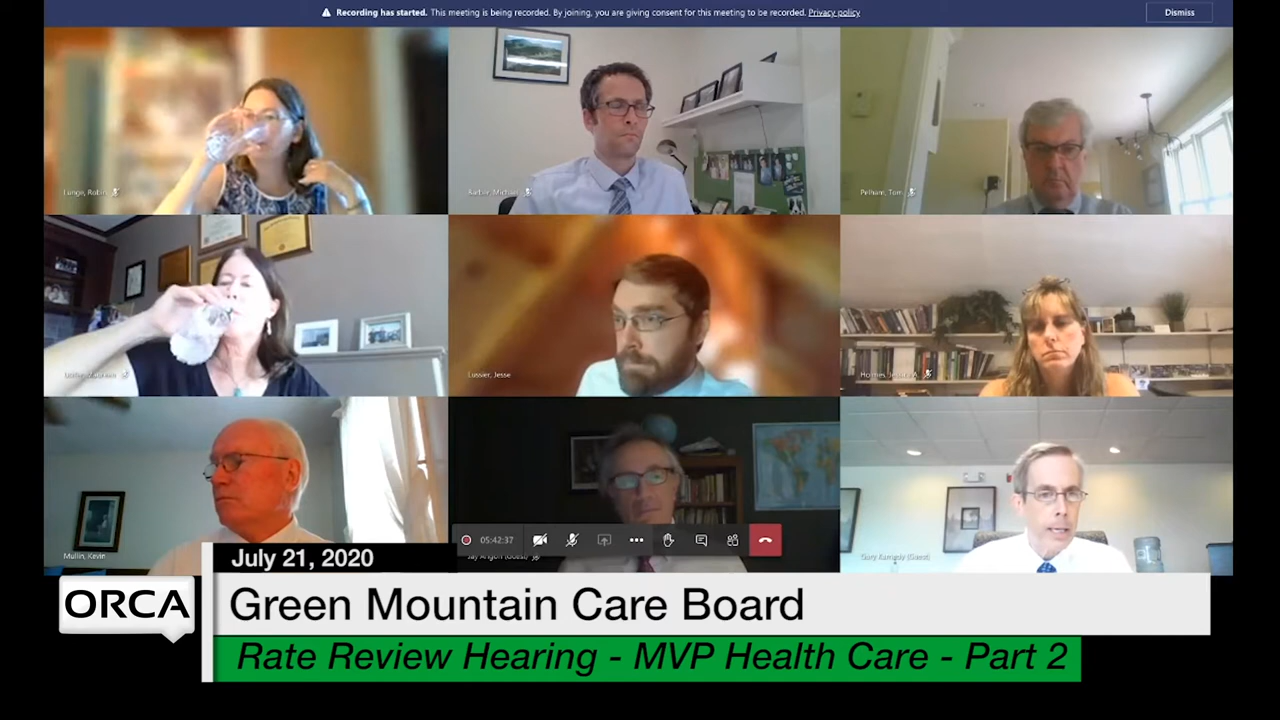 Recording has started. This meeting is being recorded. By joining, you are giving consent for this meeting to be recorded. Privacy policy
Dismiss
Lunge, Robin
Barber, Michael
Pelham, Tom
Lussier, Jesse
Mullin, Kevin
05:42:37
July 21, 2020
ORCA
Green Mountain Care Board
Rate Review Hearing - MVP Health Care - Part 2